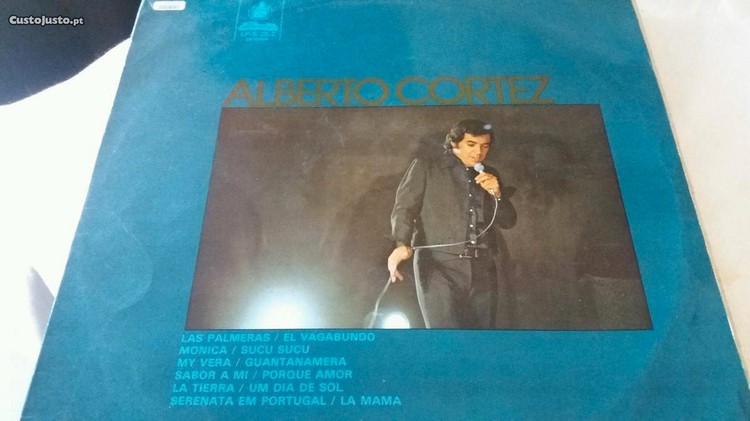 CustoJusto.pt
ALBERTO CORTEZ
LAS PALMERAS / EL VAGABUNDO
MONICA / SUCU SUCU
MY VERA / GUANTANAMERA
SABOR A MI / PORQUE AMOR
LA TIERRA / UM DIA DE SOL
SERENATA EM PORTUGAL / LA MAMA